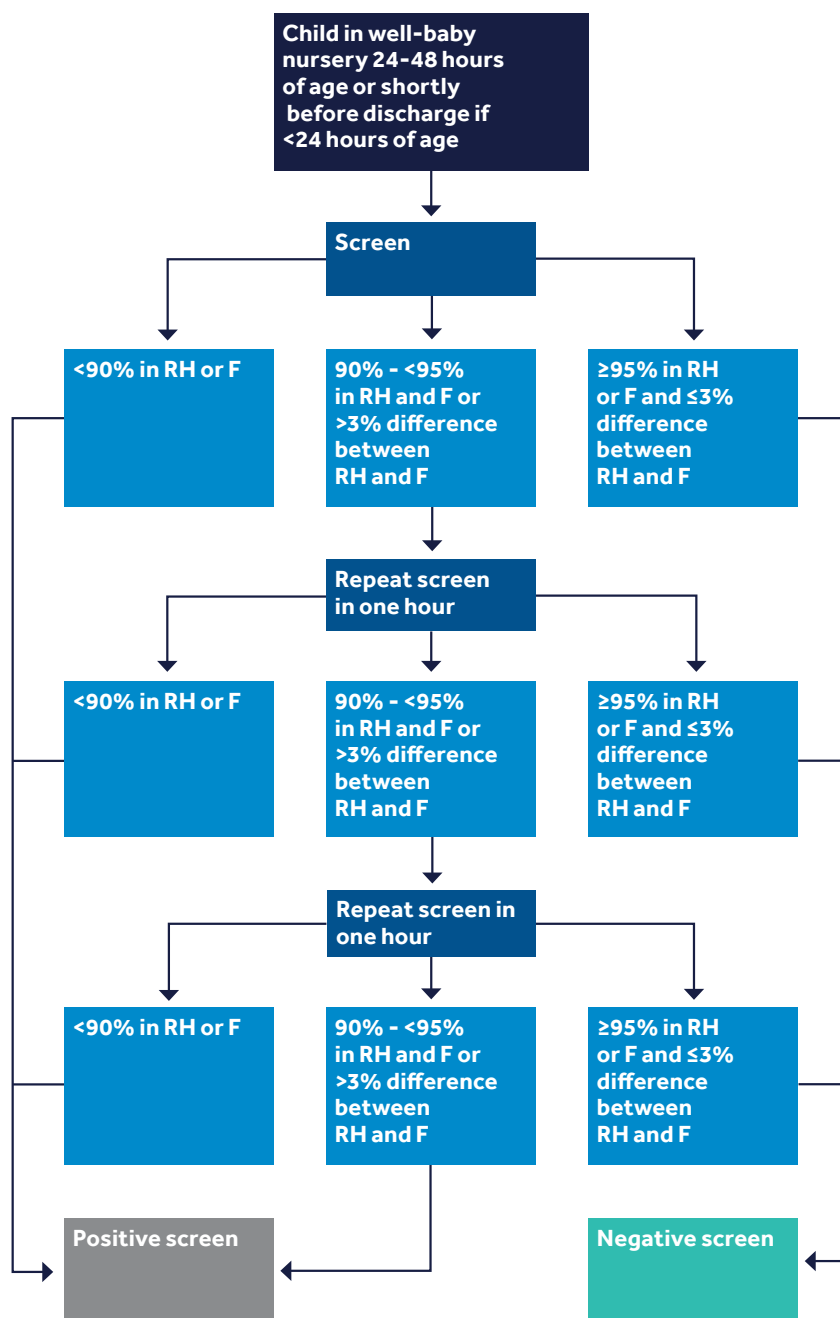 Child in well-baby
nursery 24-48 hours
of age or shortly
before discharge if
<24 hours of age
Screen
<90% in RH or F
90% - <95%
in RH and F or
>3% difference
between
RH and F
≥95% in RH
or F and ≤3%
difference
between
RH and F
Repeat screen
in one hour
<90% in RH or F
90% - <95%
in RH and F or
>3% difference
between
RH and F
≥95% in RH
or F and ≤3%
difference
between
RH and F
Repeat screen in
one hour
<90% in RH or F
90% - <95%
in RH and F or
>3% difference
between
RH and F
≥95% in RH
or F and ≤3%
difference
between
RH and F
Positive screen
Negative screen